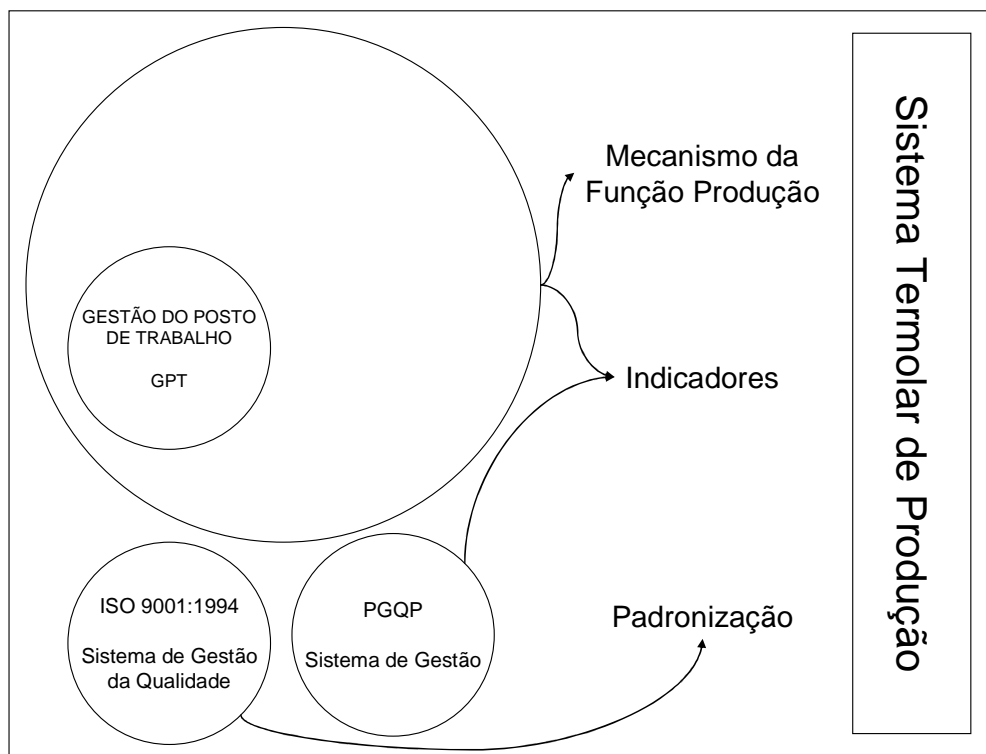 Mecanismo da
Função Produção
GESTÃO DO POSTO
DE TRABALHO
GPT
Indicadores
ISO 9001:1994
Sistema de Gestão
da Qualidade
PGQP
Sistema de Gestão
Padronização
Sistema Termolar de Produção